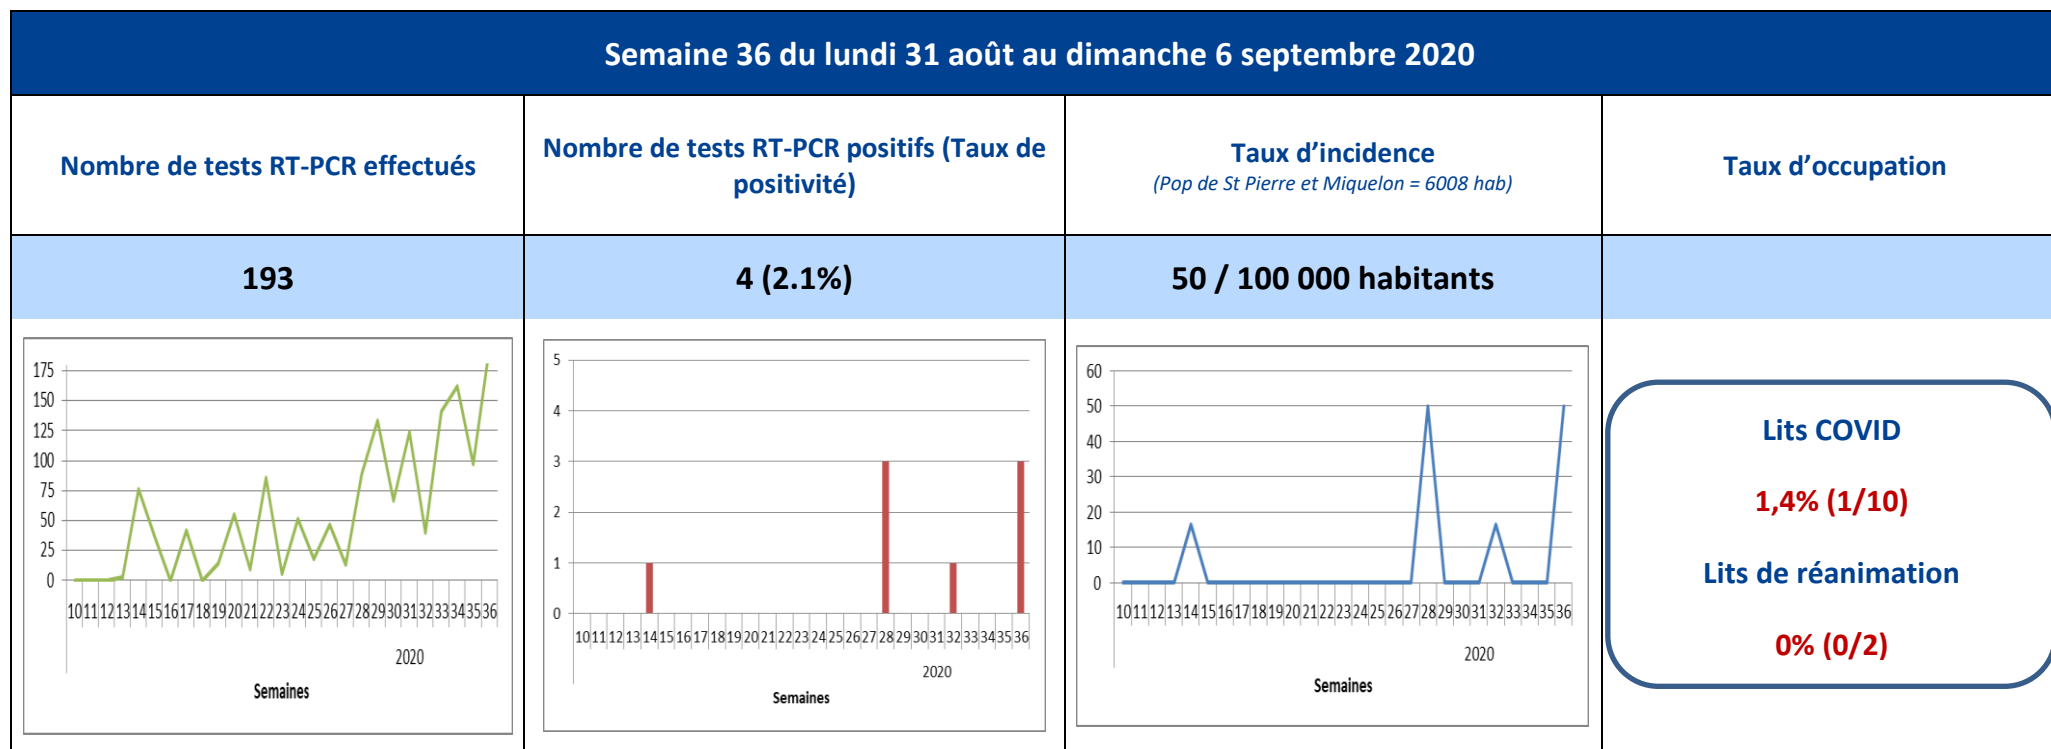 Semaine 36 du lundi 31 août au dimanche 6 septembre 2020
Nombre de tests RT-PCR effectués
Nombre de tests RT-PCR positifs (Taux de
positivité)
Taux d’incidence
(Pop de St Pierre et Miquelon = 6008 hab)
Taux d’occupation
193
4 (2.1%)
50 / 100 000 habitants
175
150
125
100
75
50
25
0
10 11 12 13 14 15 16 17 18 19 20 21 22 23 24 25 26 27 28 29 30 31 32 33 34 35 36
2020
Semaines
5
4
3
2
1
0
10 11 12 13 14 15 16 17 18 19 20 21 22 23 24 25 26 27 28 29 30 31 32 33 34 35 36
2020
Semaines
60
50
40
30
20
10
0
10 11 12 13 14 15 16 17 18 19 20 21 22 23 24 25 26 27 28 29 30 31 32 33 34 35 36
2020
Semaines
Lits COVID
1,4% (1/10)
Lits de réanimation
0% (0/2)